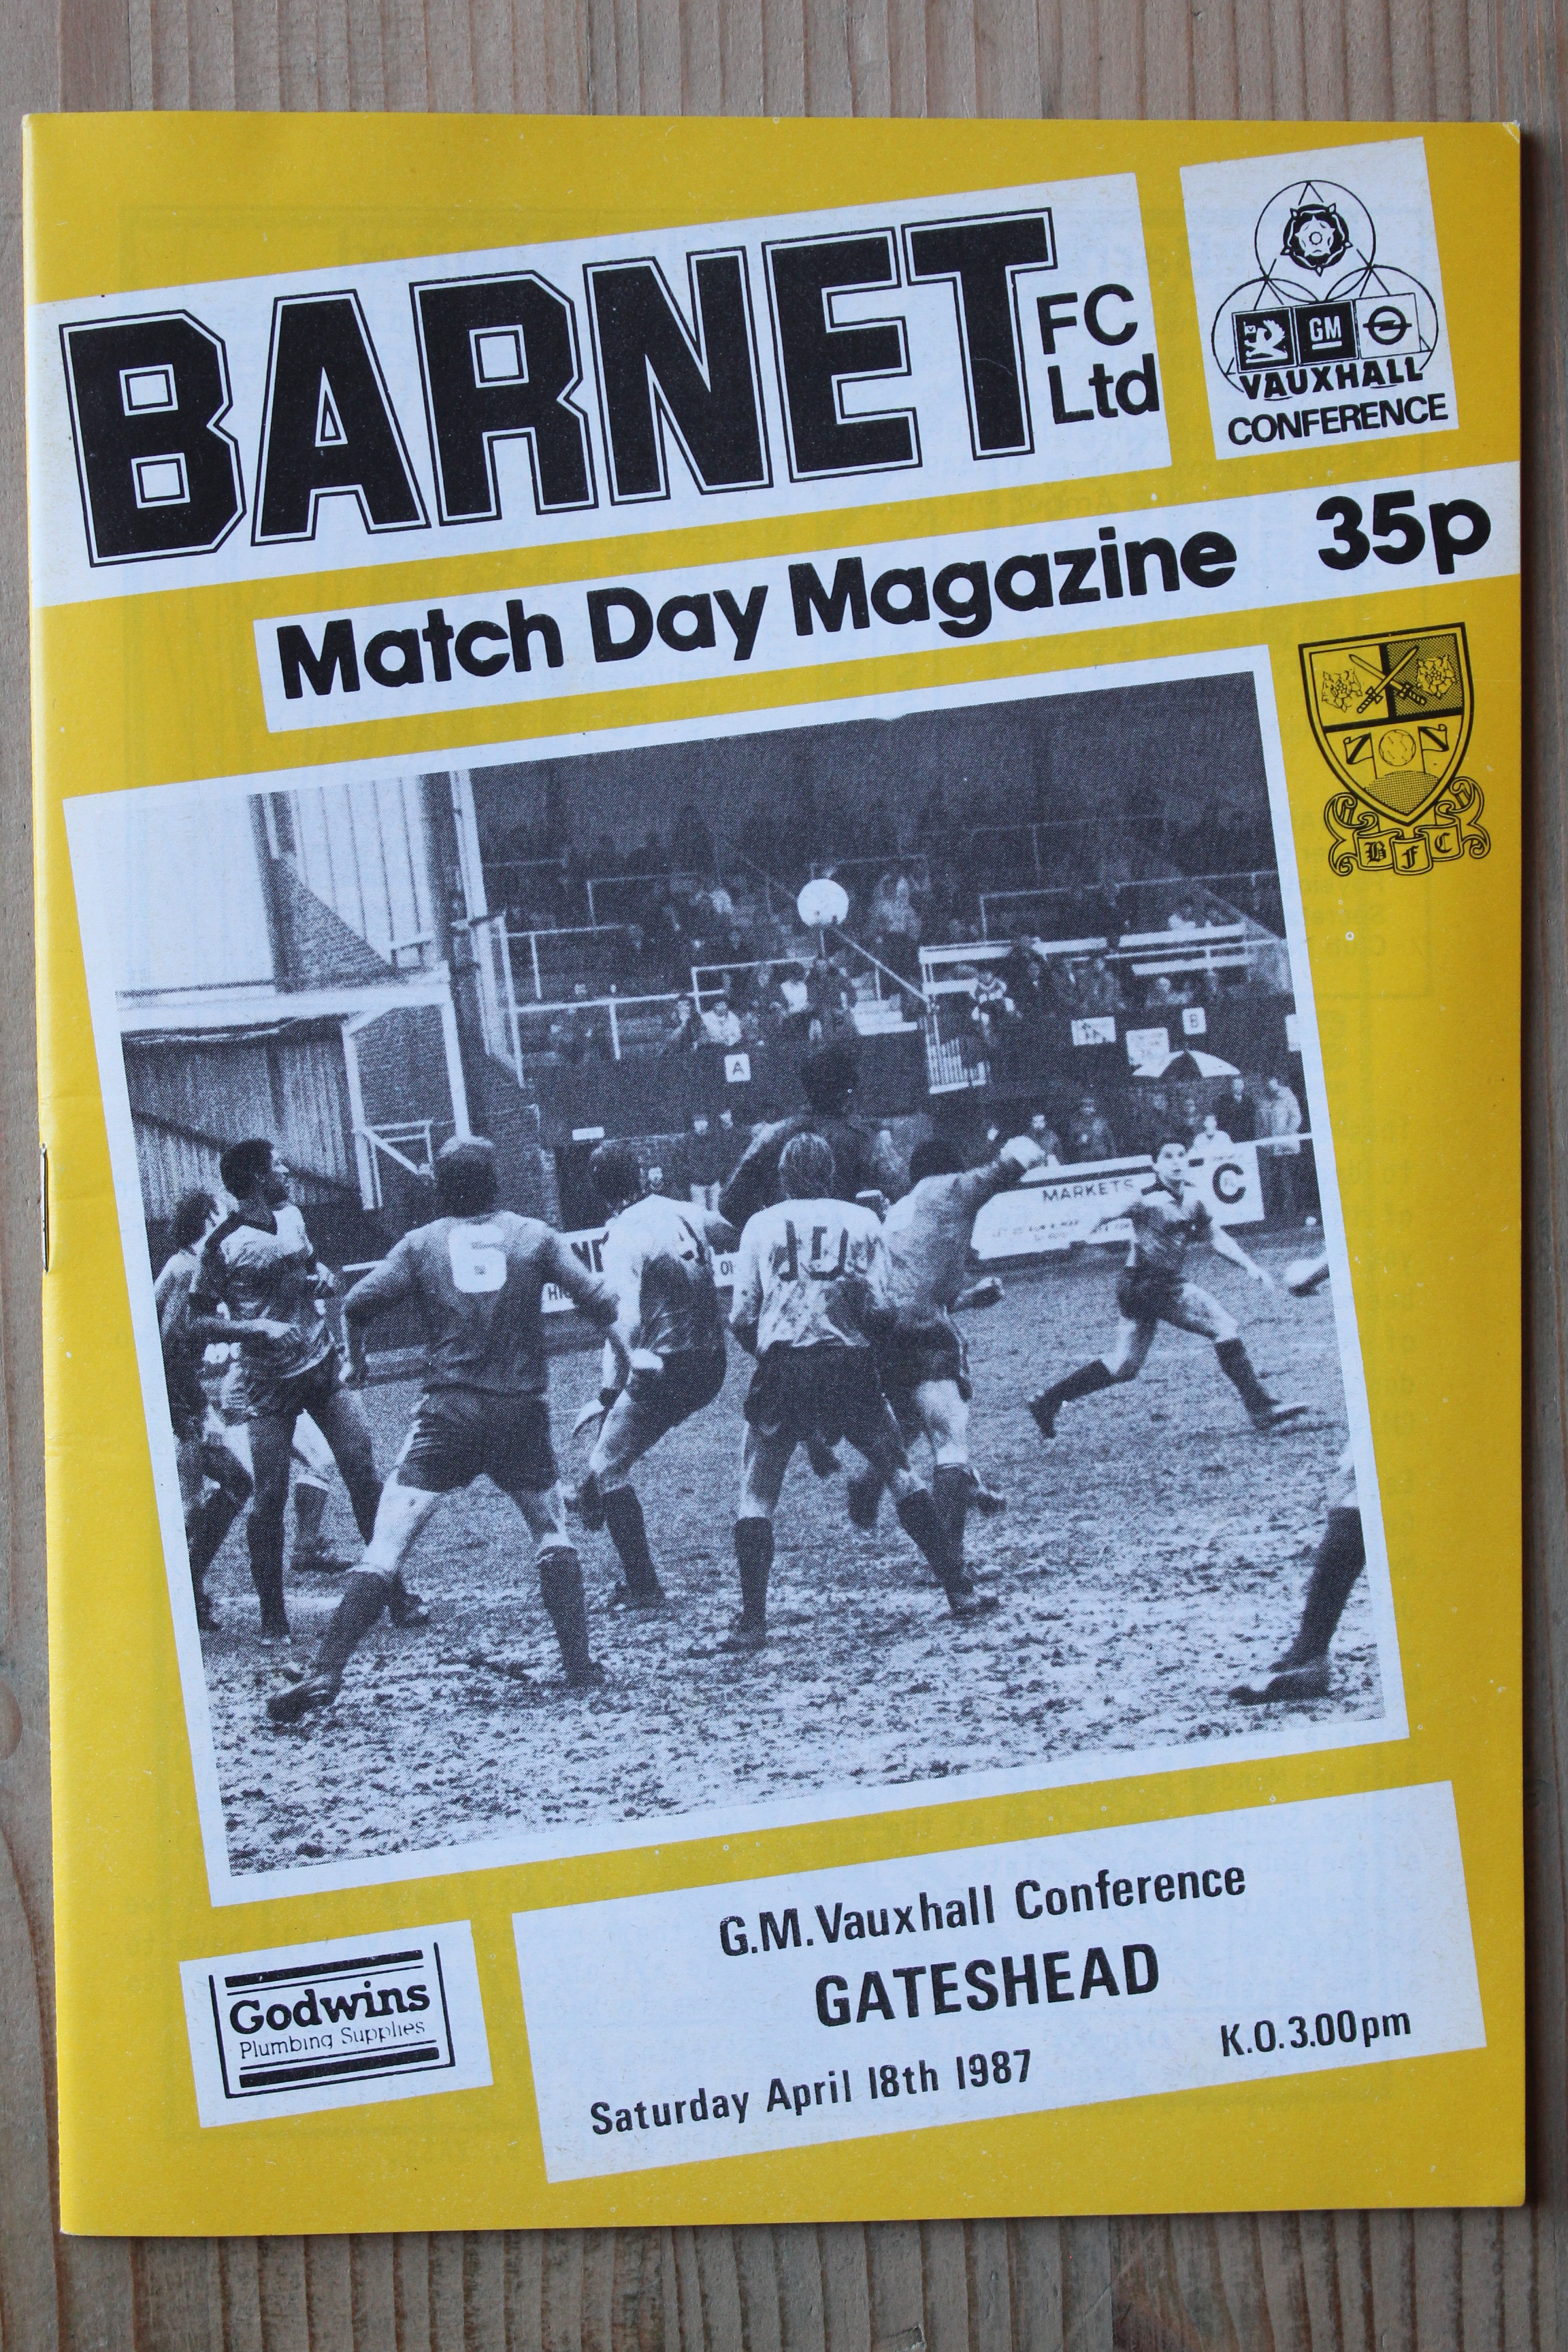 BARNET
FC
Ltd
GM
VAUXHALL
CONFERENCE
Match Day Magazine 35p
B F C
A
B
MARKETS
C
6
10
G.M.Vauxhall Conference
GATESHEAD
K.O.3.00pm
Saturday April 18th 1987
Godwins
Plumbing Supplies